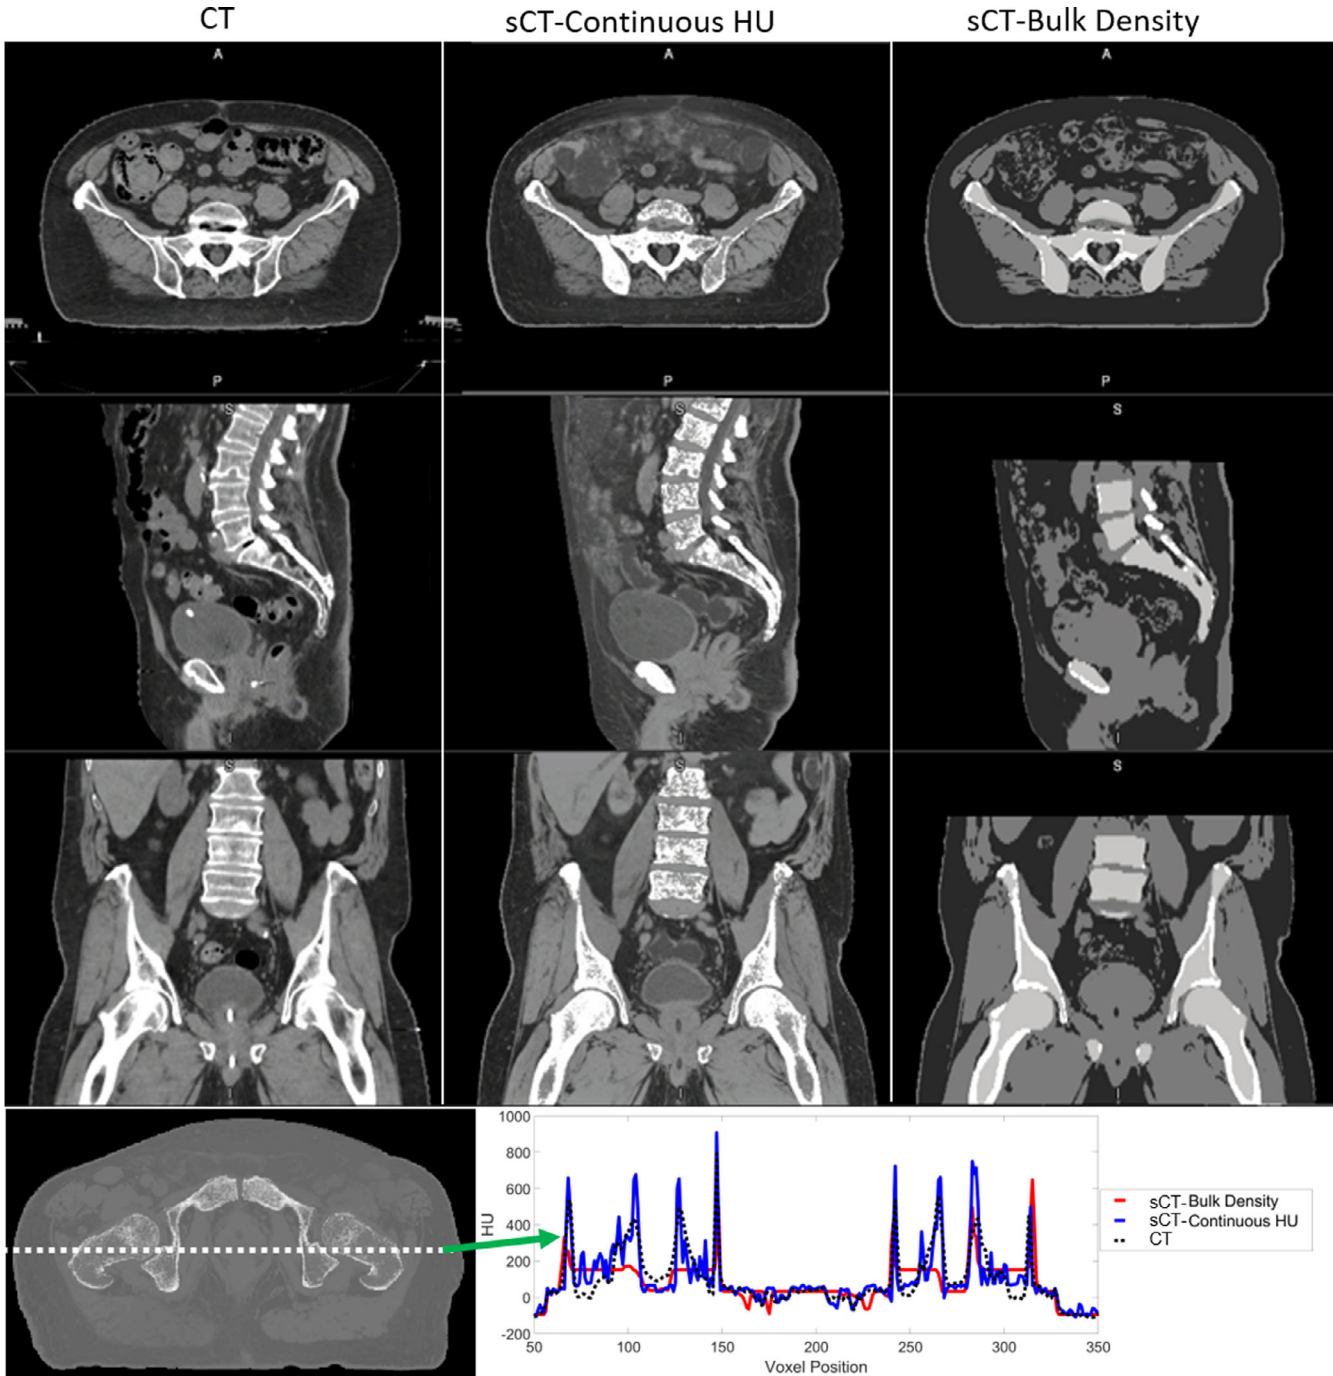 CT
sCT-Continuous HU
sCT-Bulk Density
A
A
A
P
P
P
S
S
S
I
I
I
S
S
S
I
I
I
1000
800
600
400
200
0
-200
HU
50
100
150
200
250
300
350
Voxel Position
sCT-Bulk Density
sCT-Continuous HU
CT